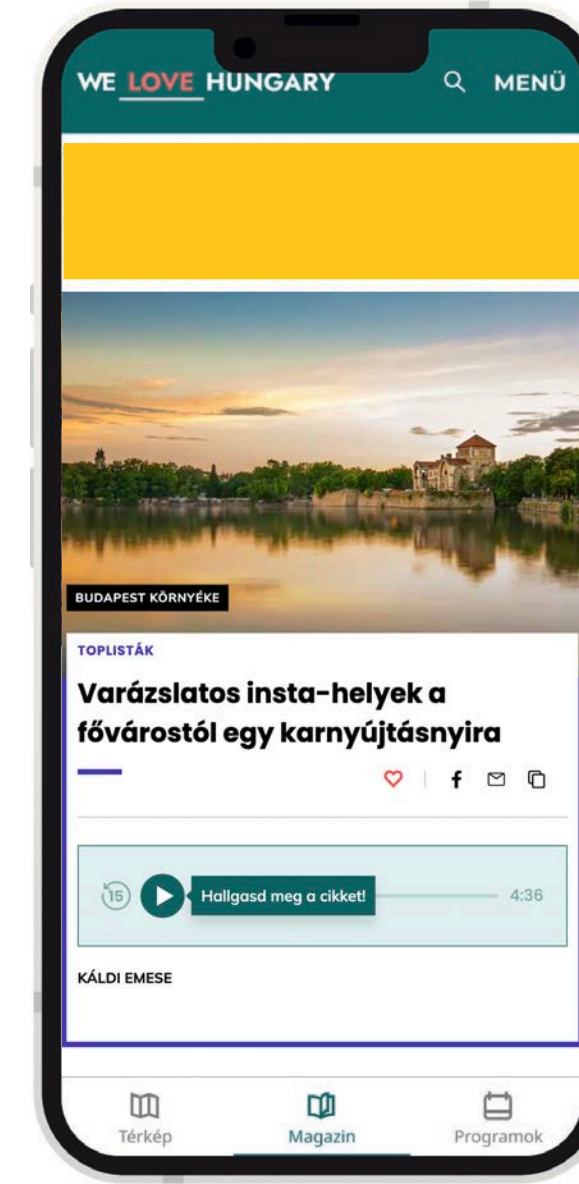 WE LOVE HUNGARY
MENÜ
BUDAPEST KÖRNYÉKE
TOPLISTÁK
Varázslatos insta-helyek a
fővárostól egy karnyújtásnyira
15
Hallgasd meg a cikket!
4:36
KÁLDI EMESE
Térkép
Magazin
Programok